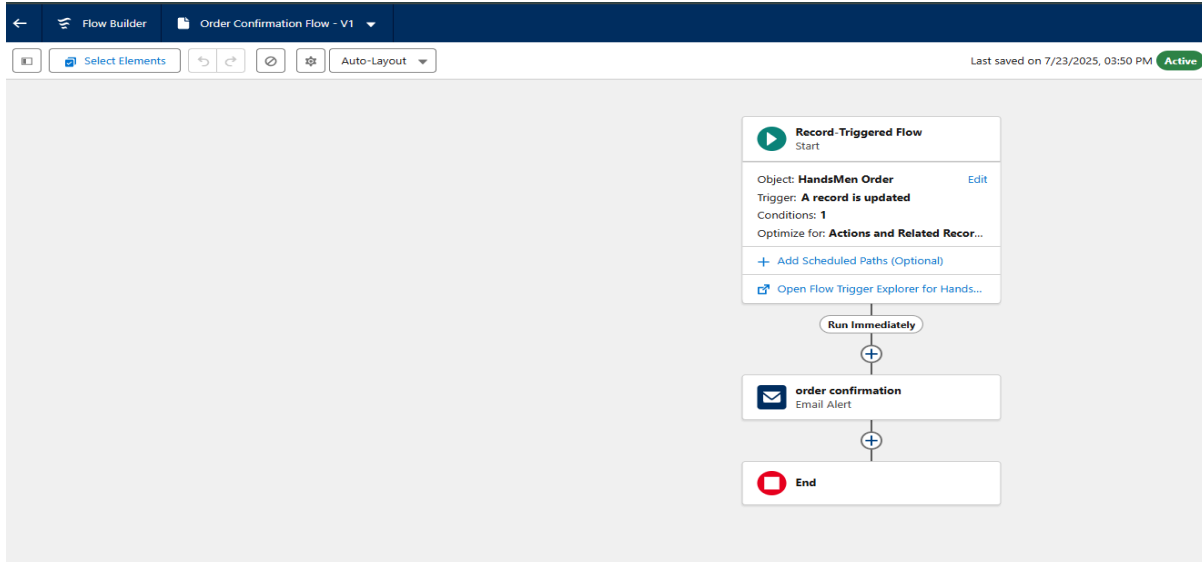 Flow Builder
Order Confirmation Flow - V1
Select Elements
Auto-Layout
Last saved on 7/23/2025, 03:50 PM
Active
Record-Triggered Flow
Start
Object: HandsMen Order
Edit
Trigger: A record is updated
Conditions: 1
Optimize for: Actions and Related Recor...
Add Scheduled Paths (Optional)
Open Flow Trigger Explorer for Hands...
Run Immediately
order confirmation
Email Alert
End